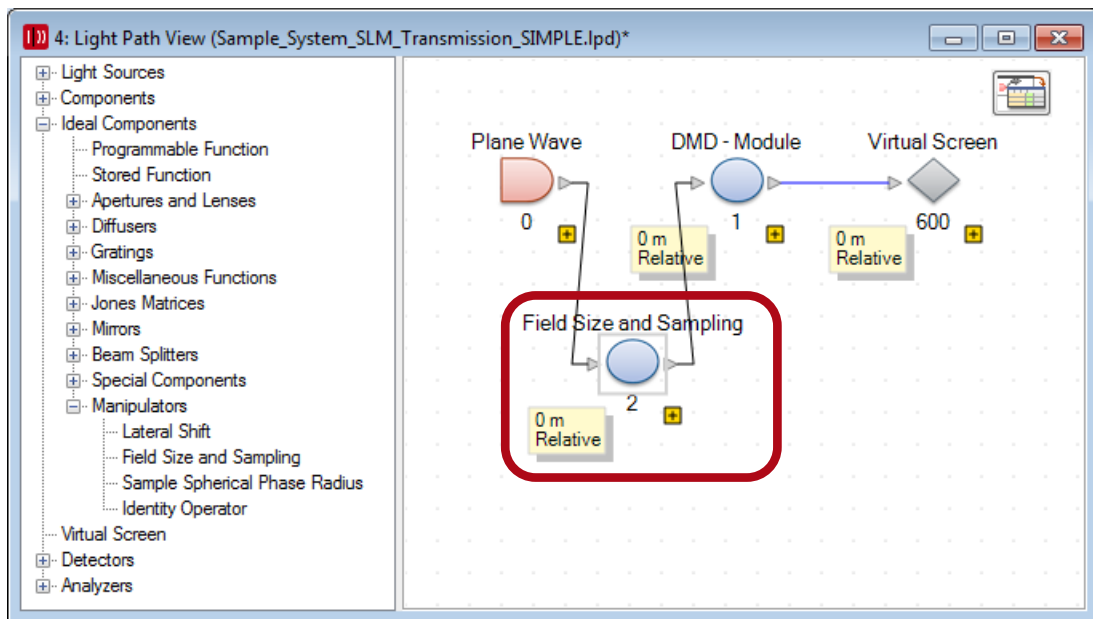 4: Light Path View (Sample_System_SLM_Transmission_SIMPLE.lpd)*
Light Sources
Components
Ideal Components
Programmable Function
Stored Function
Apertures and Lenses
Diffusers
Gratings
Miscellaneous Functions
Jones Matrices
Mirrors
Beam Splitters
Special Components
Manipulators
Lateral Shift
Field Size and Sampling
Sample Spherical Phase Radius
Identity Operator
Virtual Screen
Detectors
Analyzers
Plane Wave
0
DMD - Module
1
0 m
Relative
Virtual Screen
600
0 m
Relative
Field Size and Sampling
2
0 m
Relative